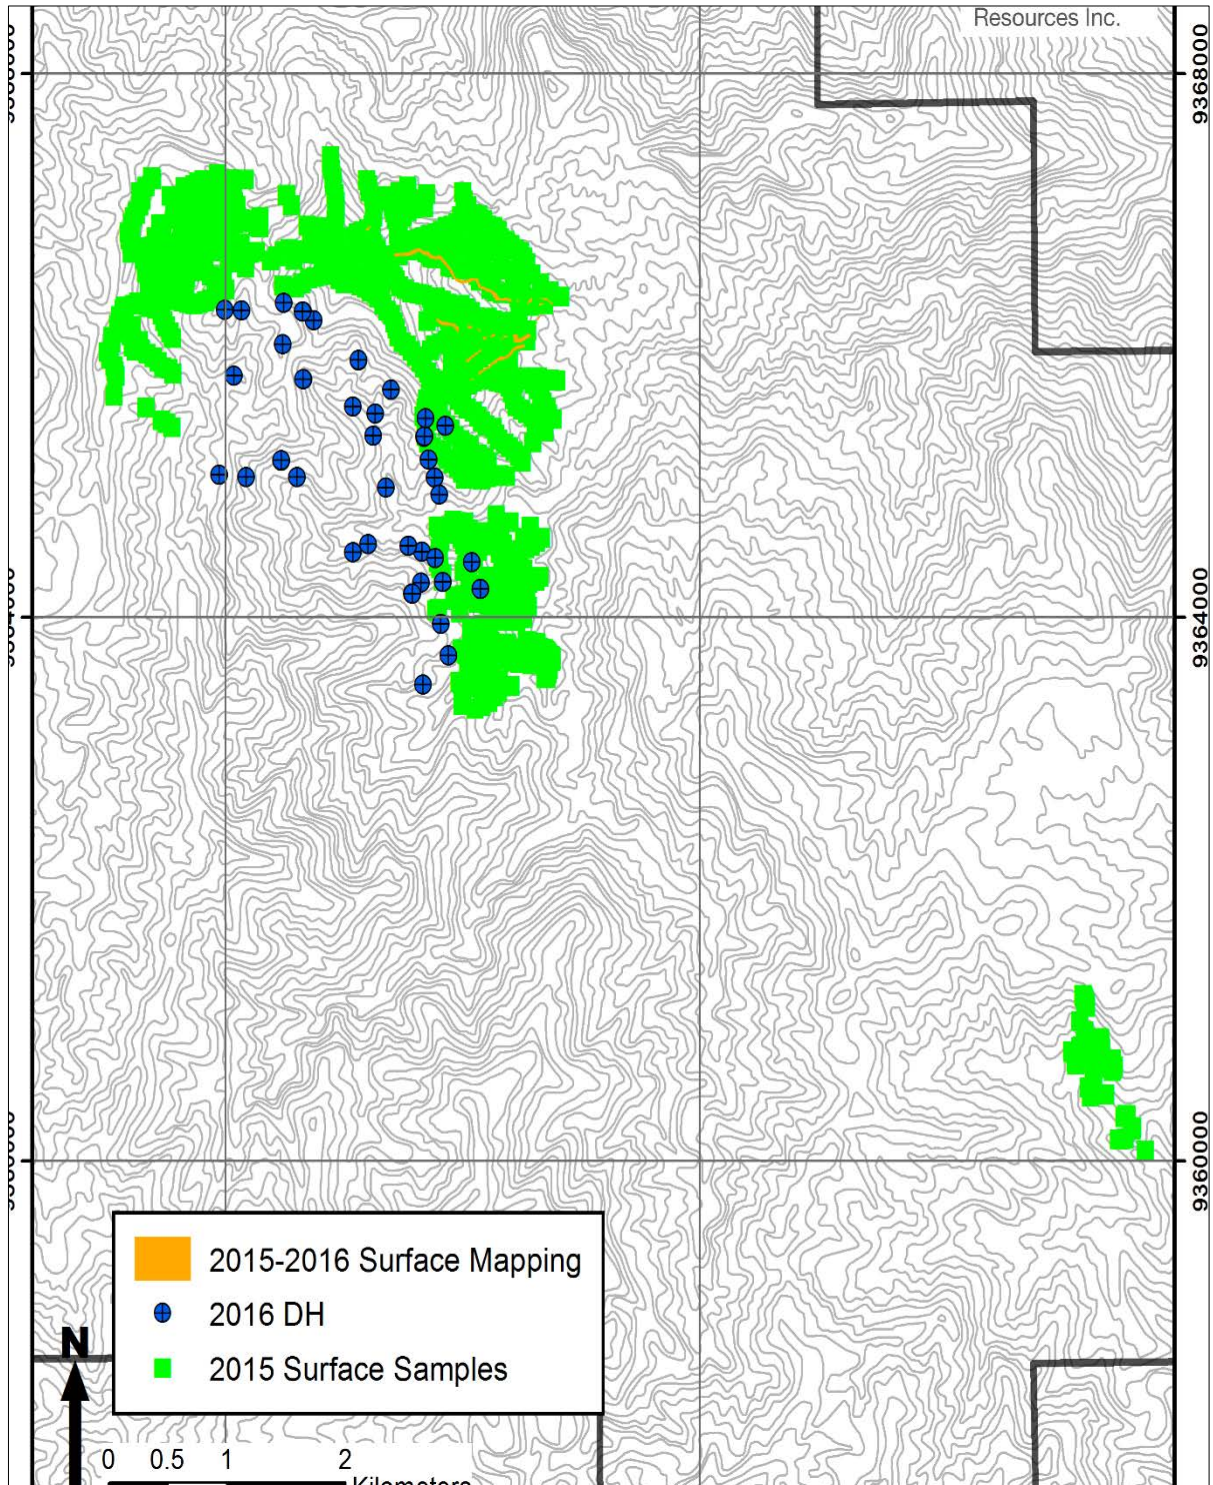 Resources Inc.
9368000
9364000
9360000
2015-2016 Surface Mapping
2016 DH
2015 Surface Samples
N
0 0.5 1 2
Kilometers